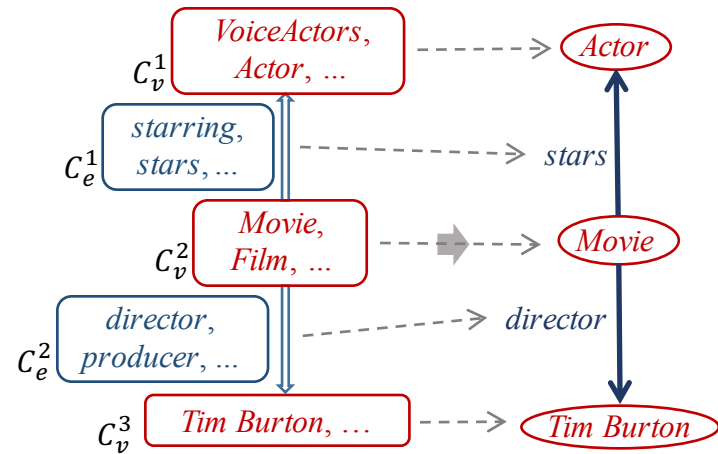 VoiceActors,
Actor, ...
C_v^1
starring,
stars, ...
C_e^1
Movie,
Film, ...
C_v^2
director,
producer, ...
C_e^2
Tim Burton, ...
C_v^3
Actor
stars
Movie
director
Tim Burton